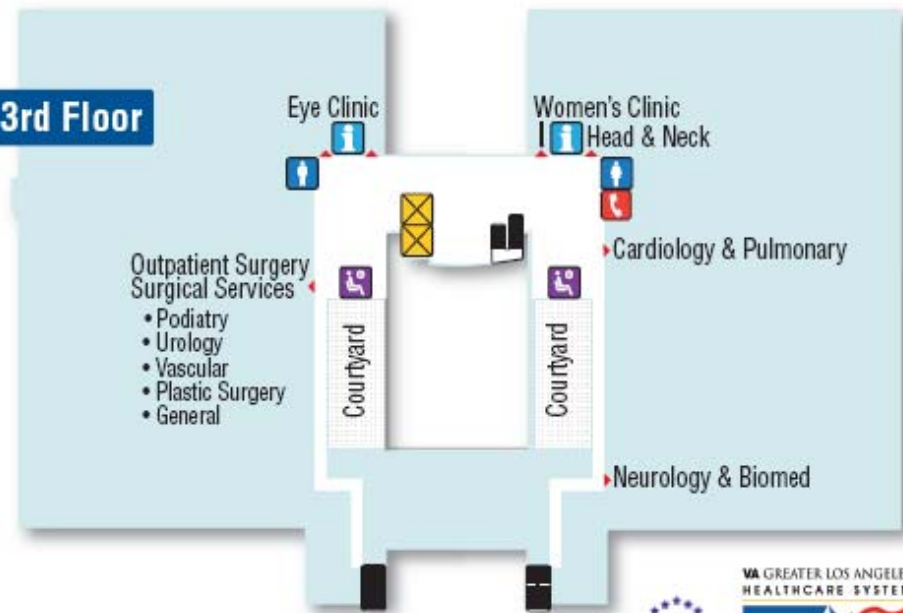 3rd Floor
Eye Clinic
Women's Clinic
Head & Neck
Cardiology & Pulmonary
Outpatient Surgery
Surgical Services
• Podiatry
• Urology
• Vascular
• Plastic Surgery
• General
Courtyard
Courtyard
Neurology & Biomed
VA GREATER LOS ANGELE
HEALTHCARE SYSTE